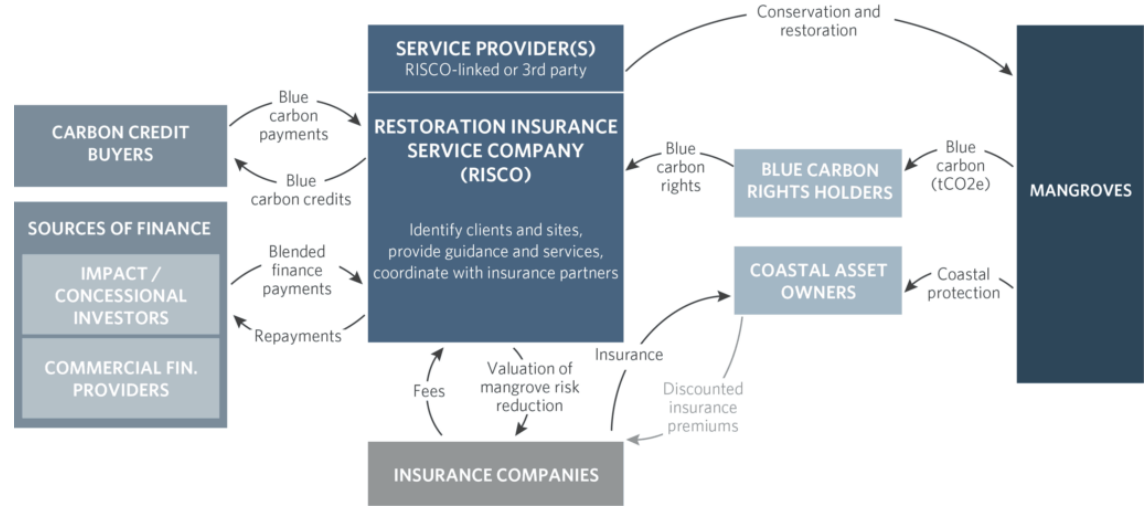 Conservation and
restoration
SERVICE PROVIDER(S)
RISCO-linked or 3rd party
Blue
carbon
payments
CARBON CREDIT
BUYERS
RESTORATION INSURANCE
SERVICE COMPANY
(RISCO)
Blue
carbon
rights
BLUE CARBON
RIGHTS HOLDERS
Blue
carbon
(tCO2e)
MANGROVES
Blue
carbon credits
SOURCES OF FINANCE
Identify clients and sites,
provide guidance and services,
coordinate with insurance partners
Blended
finance
payments
IMPACT /
CONCESSIONAL
INVESTORS
COASTAL ASSET
OWNERS
Coastal
protection
Repayments
COMMERCIAL FIN.
PROVIDERS
Fees
Valuation of
mangrove risk
reduction
Insurance
Discounted
insurance
premiums
INSURANCE COMPANIES